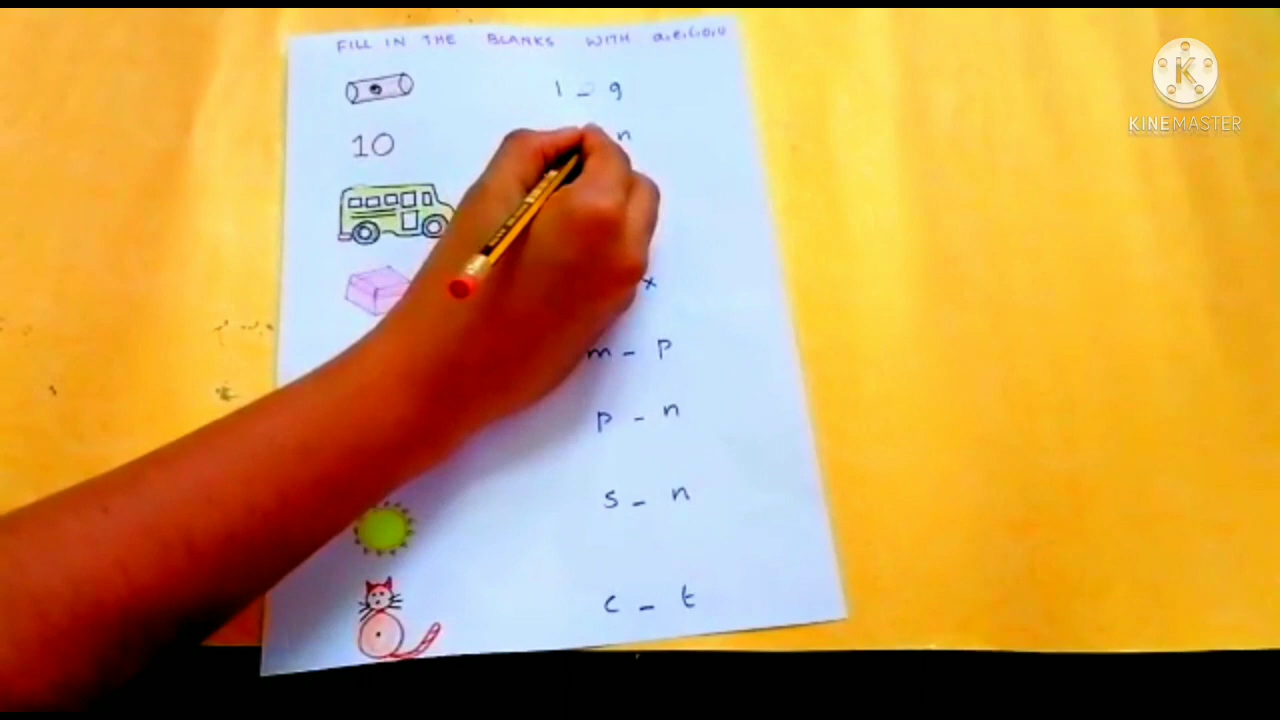 FILL IN THE BLANKS WITH a,e,i,o,u
l _ g
10 n
x
m _ p
p _ n
s _ n
c _ t
KINEMASTER